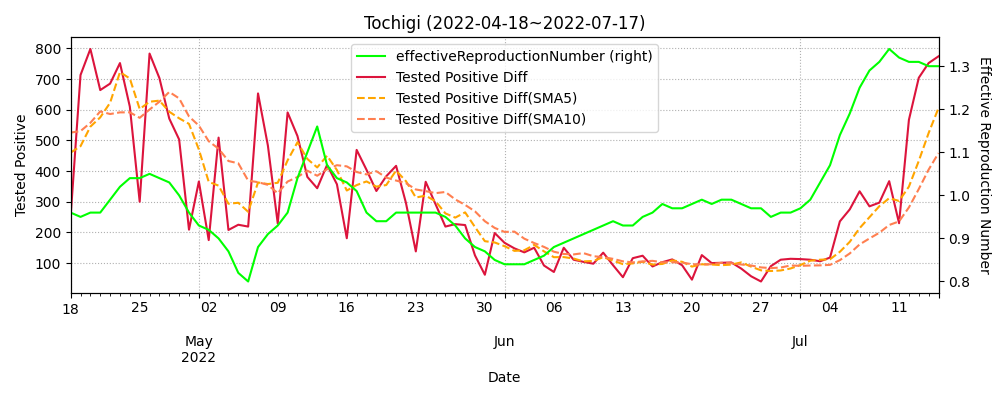 Tochigi (2022-04-18~2022-07-17)
effectiveReproductionNumber (right)
Tested Positive Diff
Tested Positive Diff(SMA5)
Tested Positive Diff(SMA10)
Tested Positive
800
700
600
500
400
300
200
100
Effective Reproduction Number
1.3
1.2
1.1
1.0
0.9
0.8
18 25 02 09 16 23 30 06 13 20 27 04 11
May Jun Jul
2022
Date